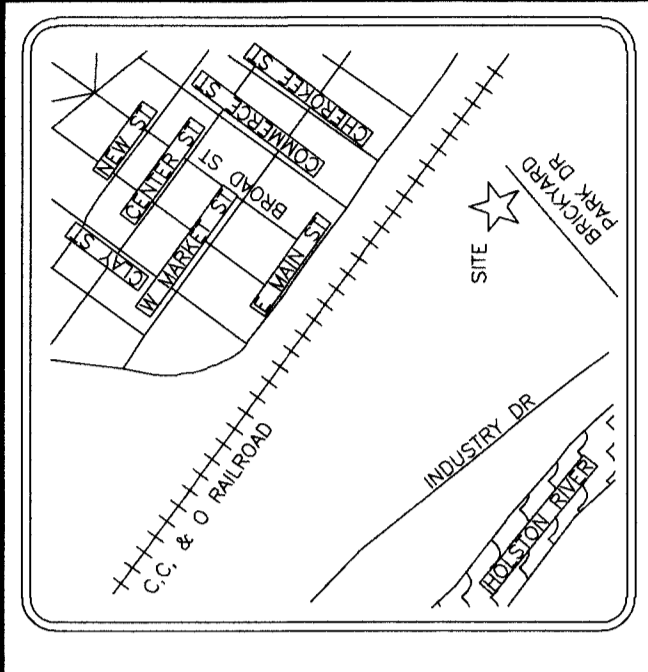 NEW ST
CENTER ST
CLAY ST
W MARKET ST
BROAD ST
COMMERCE ST
CHEROKEE ST
E MAIN ST
SITE
BRICKYARD
PARK DR
C.C. & O RAILROAD
INDUSTRY DR
HOLSTON RIVER